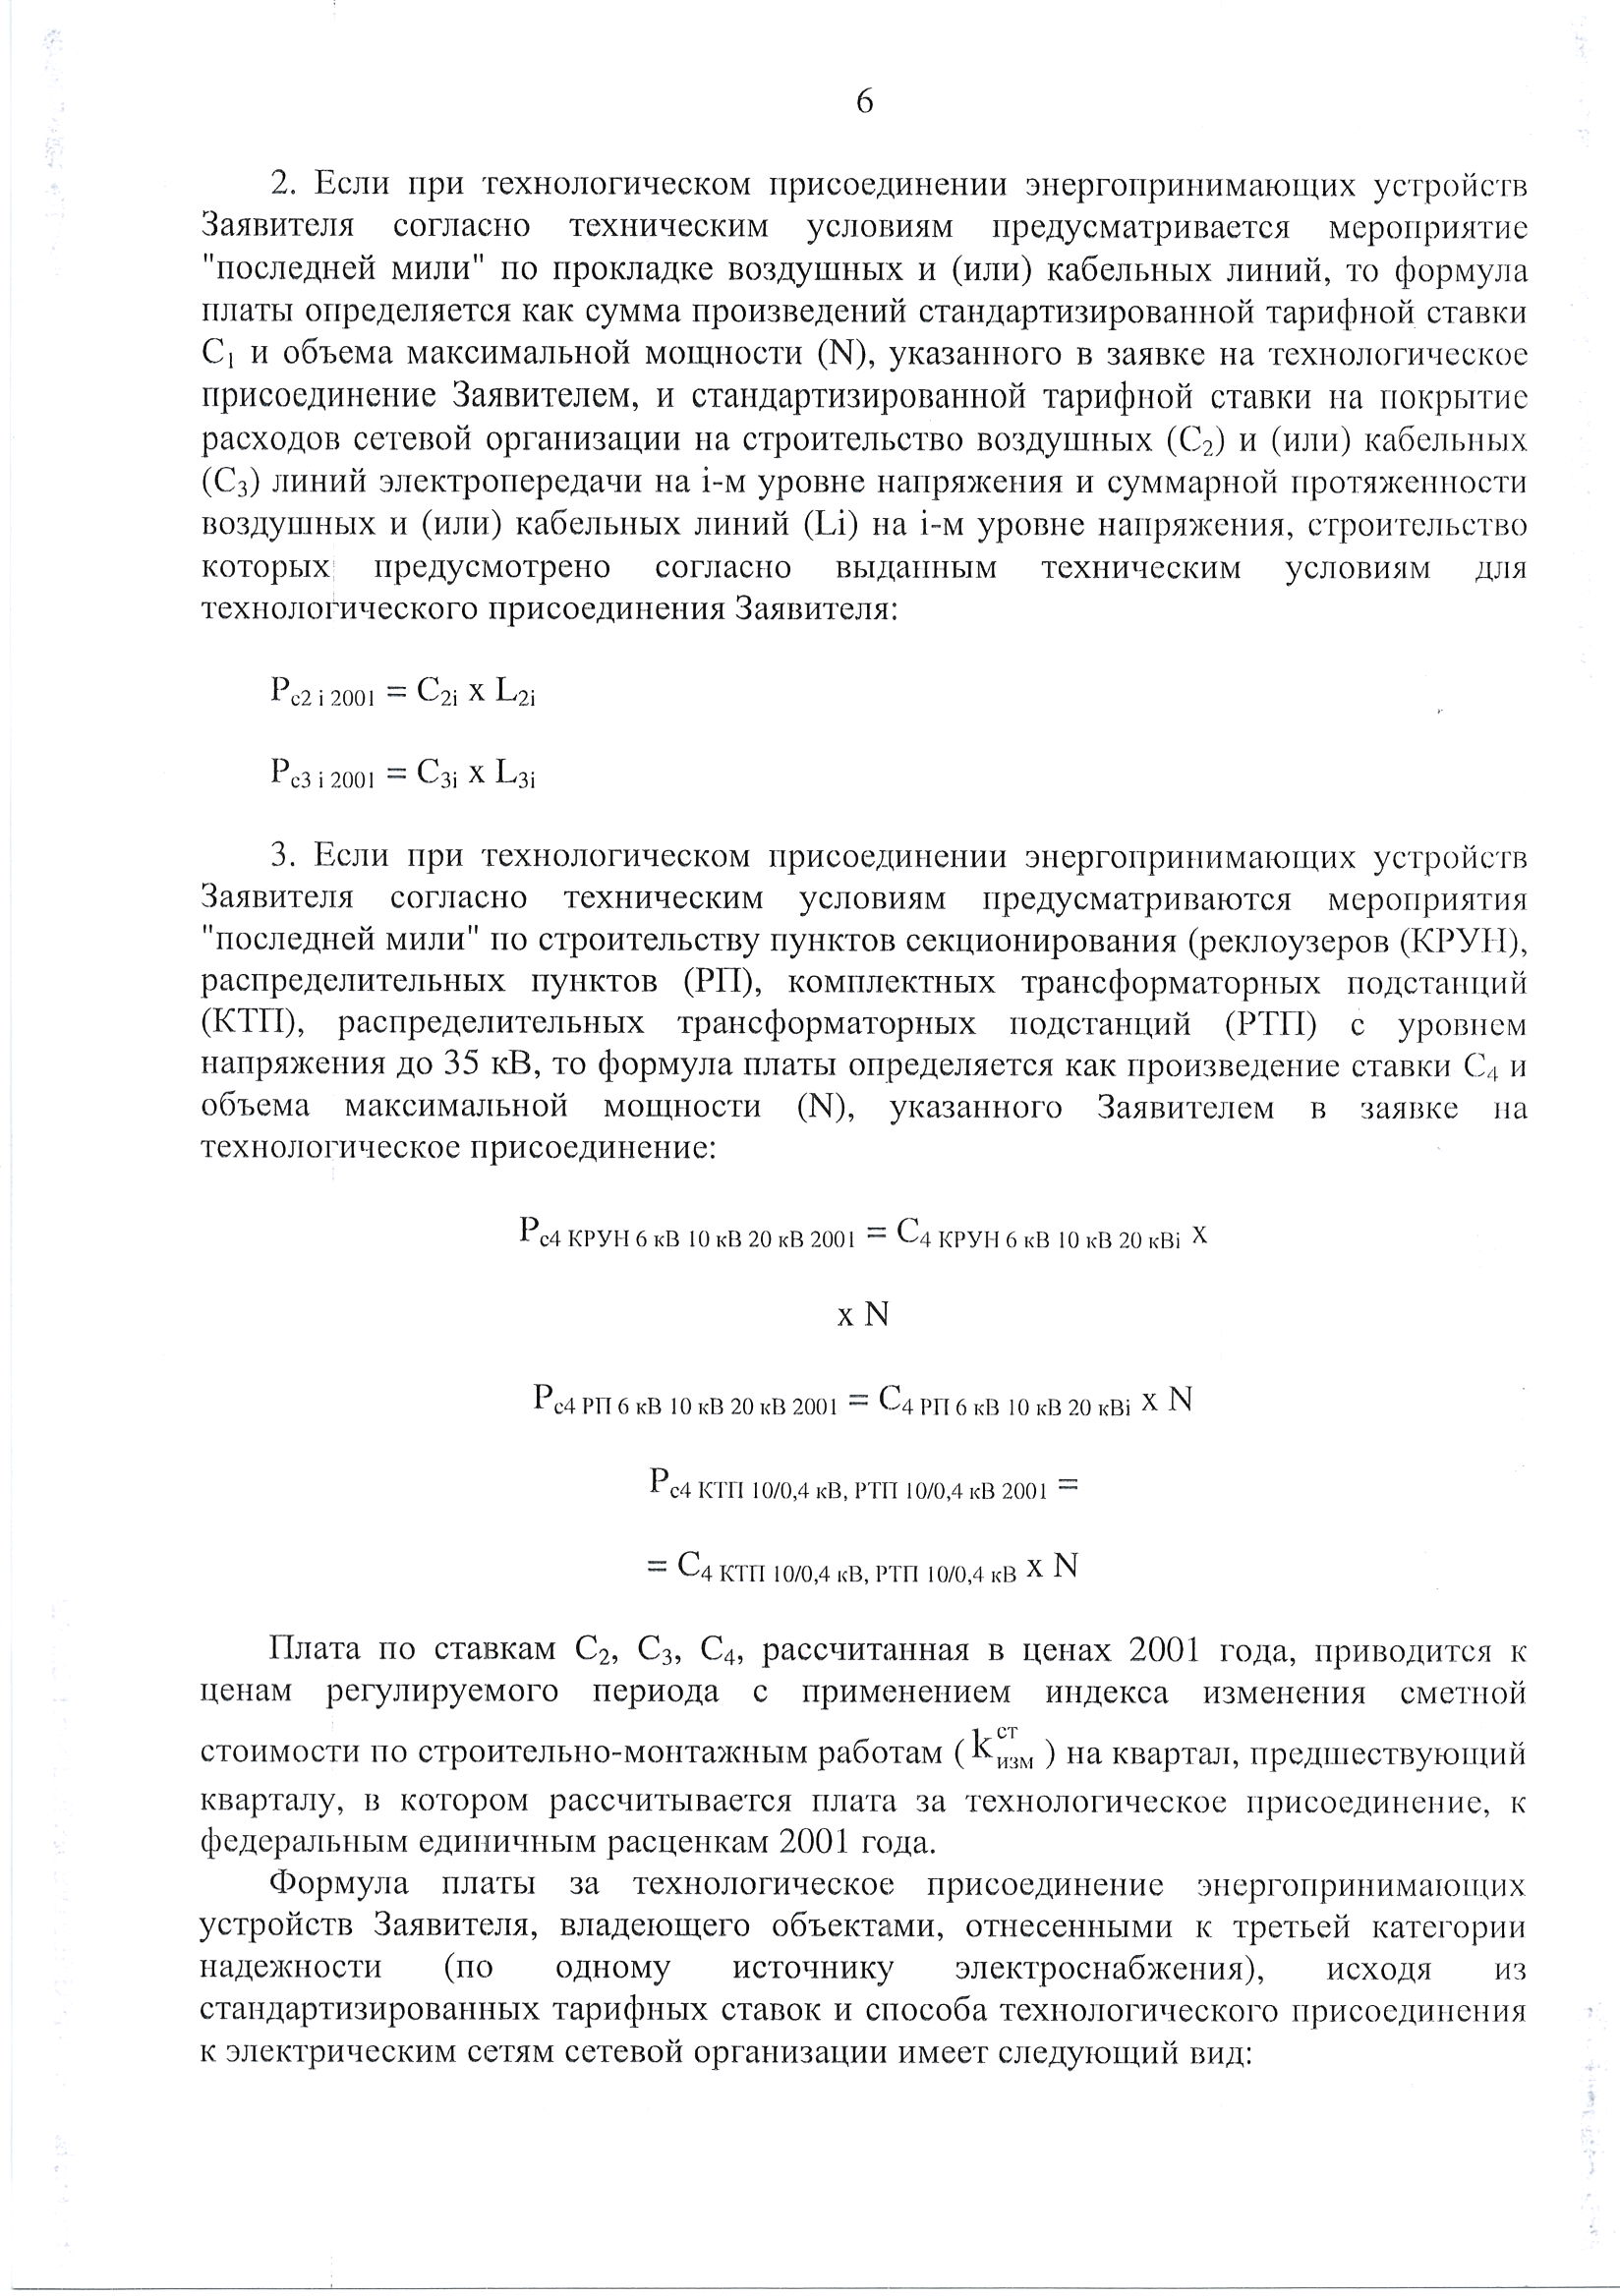 6
2. Если при технологическом присоединении энергопринимающих устройств
Заявителя согласно техническим условиям предусматривается мероприятие
"последней мили" по прокладке воздушных и (или) кабельных линий, то формула
платы определяется как сумма произведений стандартизированной тарифной ставки
C₁ и объема максимальной мощности (N), указанного в заявке на технологическое
присоединение Заявителем, и стандартизированной тарифной ставки на покрытие
расходов сетевой организации на строительство воздушных (C₂) и (или) кабельных
(C₃) линий электропередачи на i-м уровне напряжения и суммарной протяженности
воздушных и (или) кабельных линий (Li) на i-м уровне напряжения, строительство
которых предусмотрено согласно выданным техническим условиям для
технологического присоединения Заявителя:
Pc2 i 2001 = C2i x L2i
Pc3 i 2001 = C3i x L3i
3. Если при технологическом присоединении энергопринимающих устройств
Заявителя согласно техническим условиям предусматриваются мероприятия
"последней мили" по строительству пунктов секционирования (реклоузеров (КРУН),
распределительных пунктов (РП), комплектных трансформаторных подстанций
(КТП), распределительных трансформаторных подстанций (РТП) с уровнем
напряжения до 35 кВ, то формула платы определяется как произведение ставки C₄ и
объема максимальной мощности (N), указанного Заявителем в заявке на
технологическое присоединение:
Pc4 КРУН 6 кВ 10 кВ 20 кВ 2001 = C4 КРУН 6 кВ 10 кВ 20 кВi x
x N
Pc4 РП 6 кВ 10 кВ 20 кВ 2001 = C4 РП 6 кВ 10 кВ 20 кВi x N
Pc4 КТП 10/0,4 кВ, РТП 10/0,4 кВ 2001 =
= C4 КТП 10/0,4 кВ, РТП 10/0,4 кВ x N
Плата по ставкам C₂, C₃, C₄, рассчитанная в ценах 2001 года, приводится к
ценам регулируемого периода с применением индекса изменения сметной
стоимости по строительно-монтажным работам (k ст изм) на квартал, предшествующий
кварталу, в котором рассчитывается плата за технологическое присоединение, к
федеральным единичным расценкам 2001 года.
Формула платы за технологическое присоединение энергопринимающих
устройств Заявителя, владеющего объектами, отнесенными к третьей категории
надежности (по одному источнику электроснабжения), исходя из
стандартизированных тарифных ставок и способа технологического присоединения
к электрическим сетям сетевой организации имеет следующий вид: